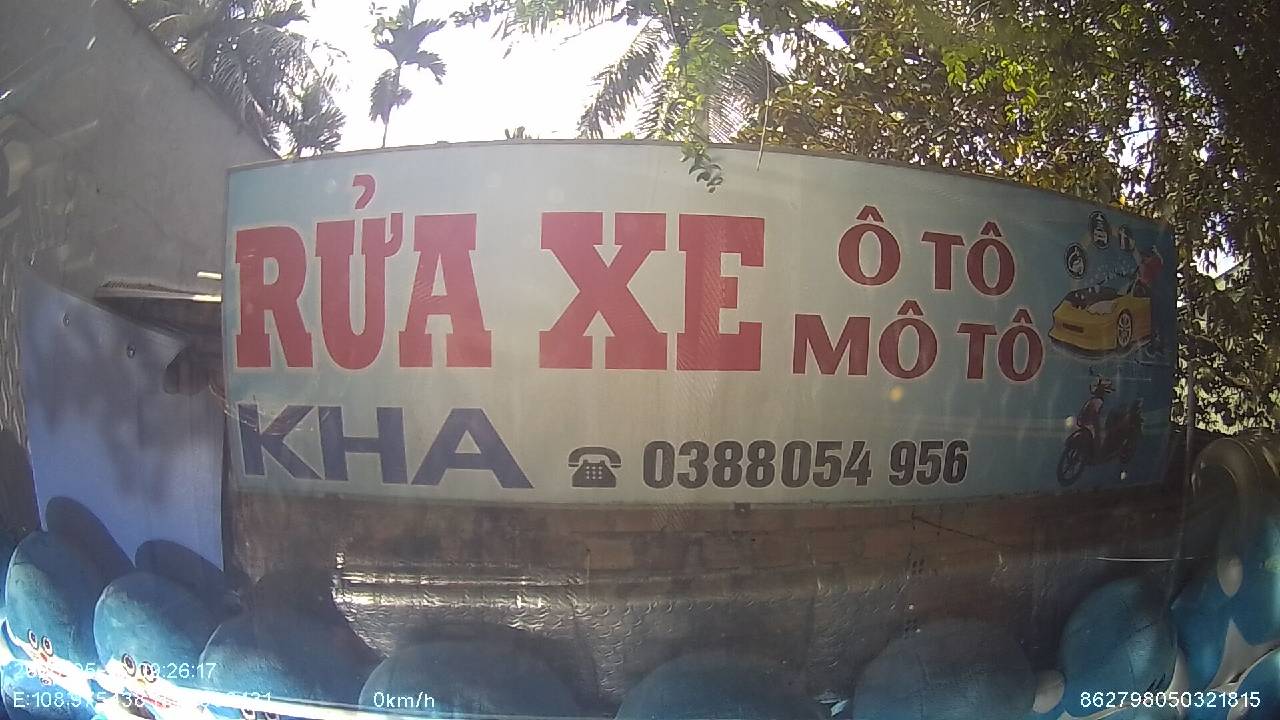 RỬA XE
Ô TÔ
MÔ TÔ
KHA
0388054 956
0km/h
862798050321815